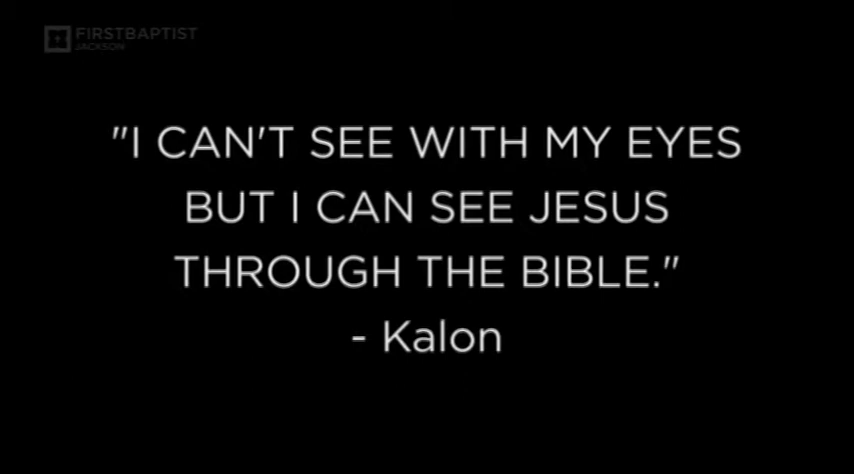 FIRSTBAPTIST
JACKSON
"I CAN'T SEE WITH MY EYES
BUT I CAN SEE JESUS
THROUGH THE BIBLE."
- Kalon